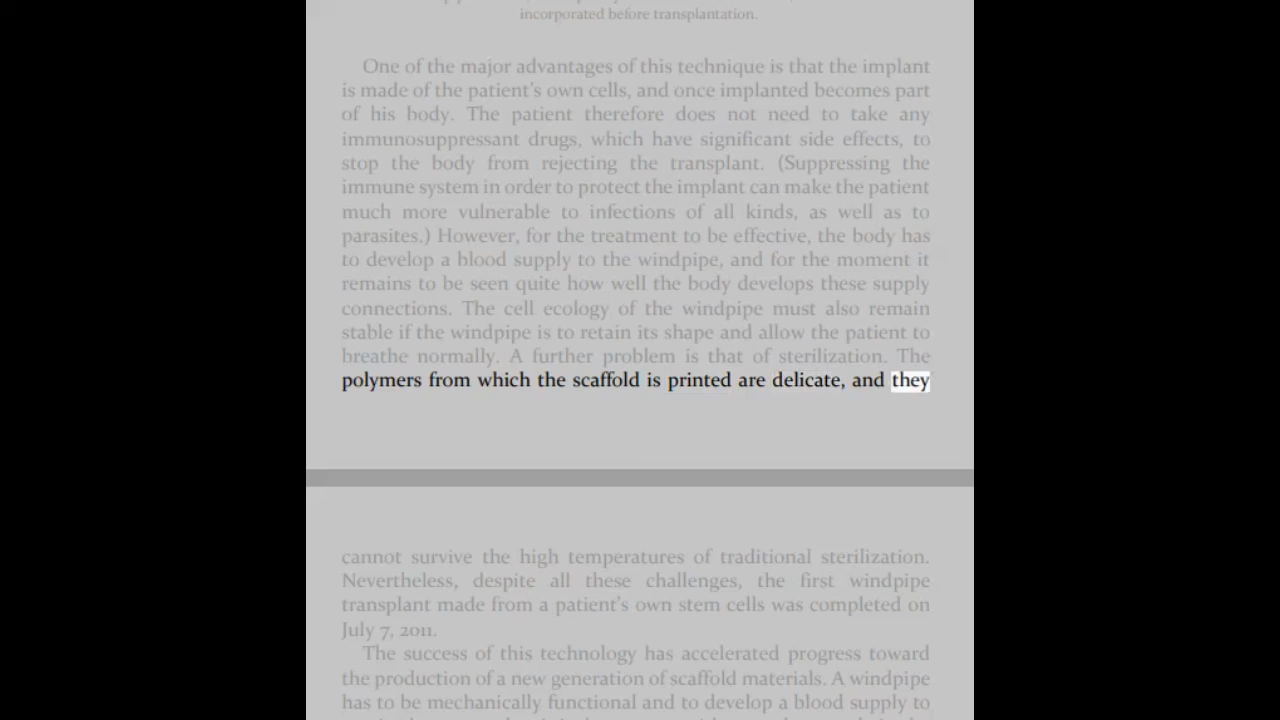 incorporated before transplantation.
One of the major advantages of this technique is that the implant
is made of the patient's own cells, and once implanted becomes part
of his body. The patient therefore does not need to take any
immunosuppressant drugs, which have significant side effects, to
stop the body from rejecting the transplant. (Suppressing the
immune system in order to protect the implant can make the patient
much more vulnerable to infections of all kinds, as well as to
parasites.) However, for the treatment to be effective, the body has
to develop a blood supply to the windpipe, and for the moment it
remains to be seen quite how well the body develops these supply
connections. The cell ecology of the windpipe must also remain
stable if the windpipe is to retain its shape and allow the patient to
breathe normally. A further problem is that of sterilization. The
polymers from which the scaffold is printed are delicate, and they
cannot survive the high temperatures of traditional sterilization.
Nevertheless, despite all these challenges, the first windpipe
transplant made from a patient's own stem cells was completed on
July 7, 2011.
The success of this technology has accelerated progress toward
the production of a new generation of scaffold materials. A windpipe
has to be mechanically functional and to develop a blood supply to